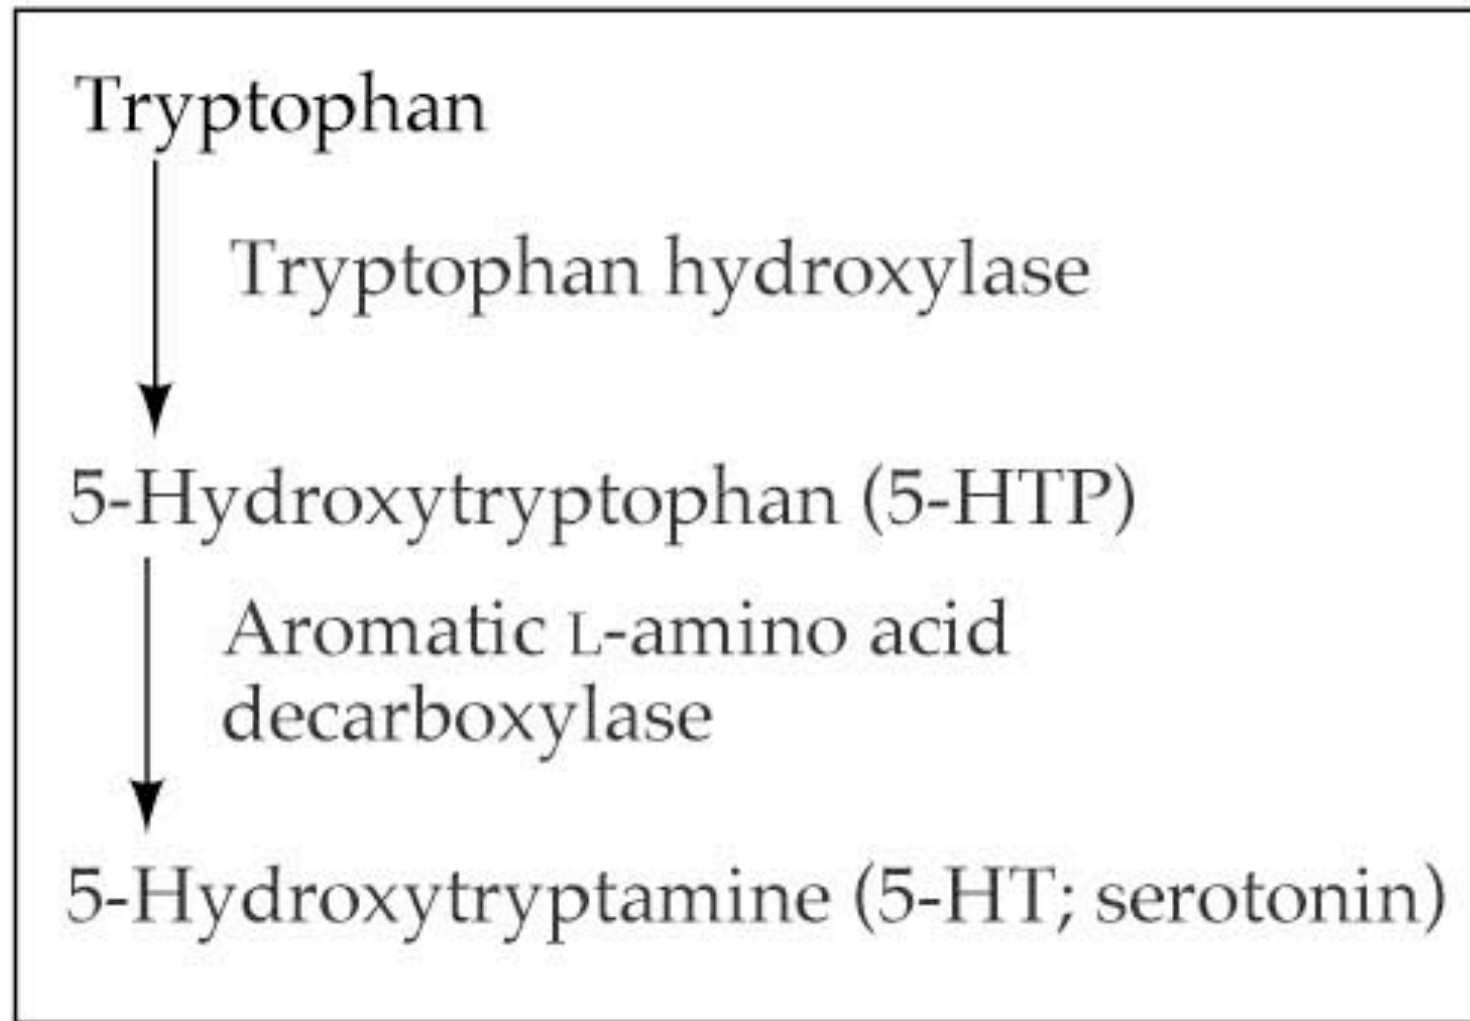 Tryptophan
Tryptophan hydroxylase
5-Hydroxytryptophan (5-HTP)
Aromatic L-amino acid
decarboxylase
5-Hydroxytryptamine (5-HT; serotonin)